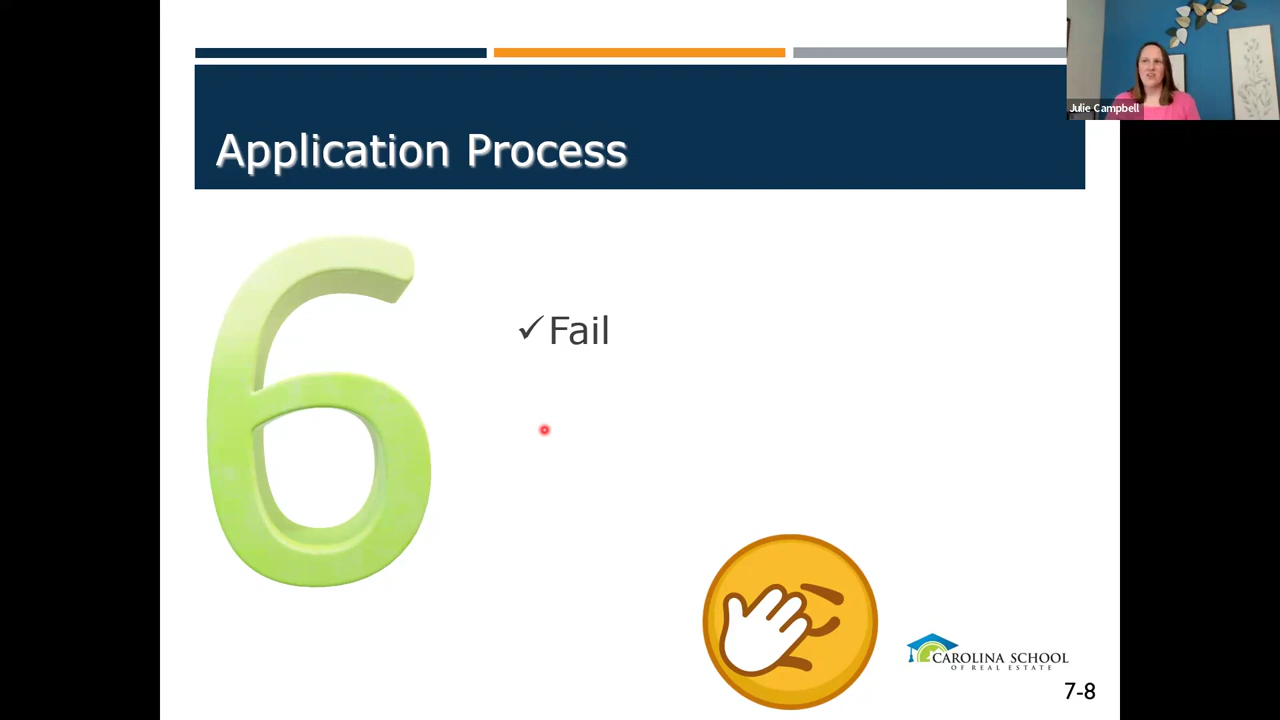 Julie Campbell
Application Process
6
✓Fail
CAROLINA SCHOOL
OF REAL ESTATE
7-8